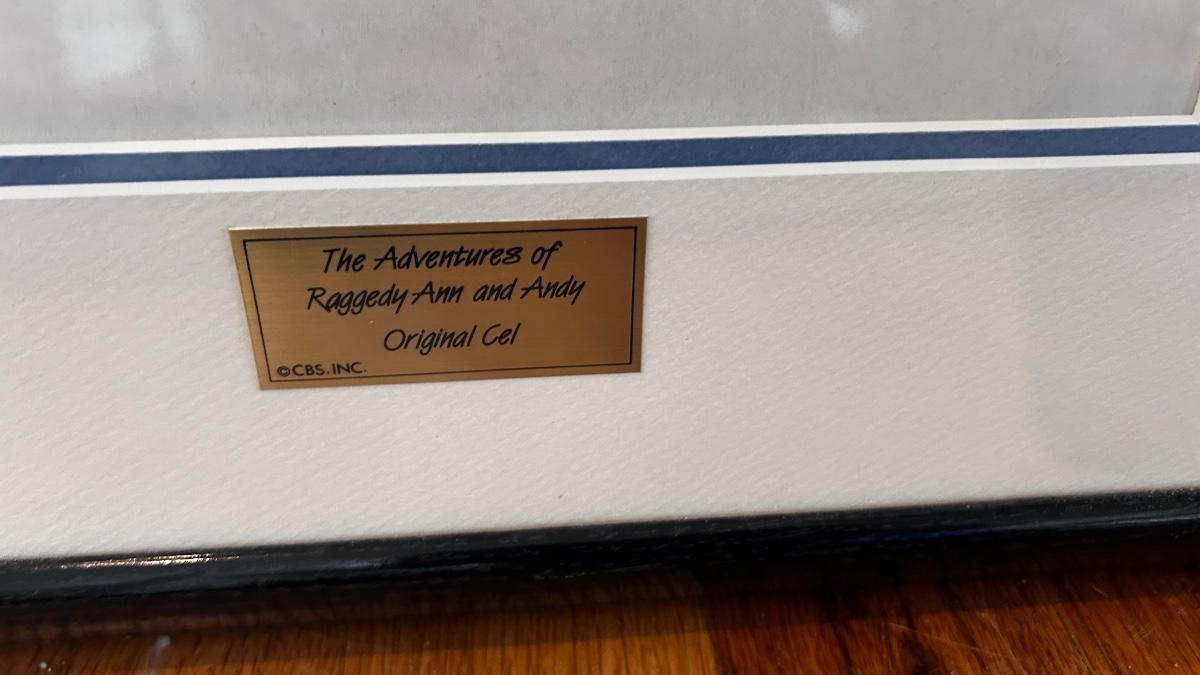 The Adventures of
Raggedy Ann and Andy
Original Cel
©CBS.INC.